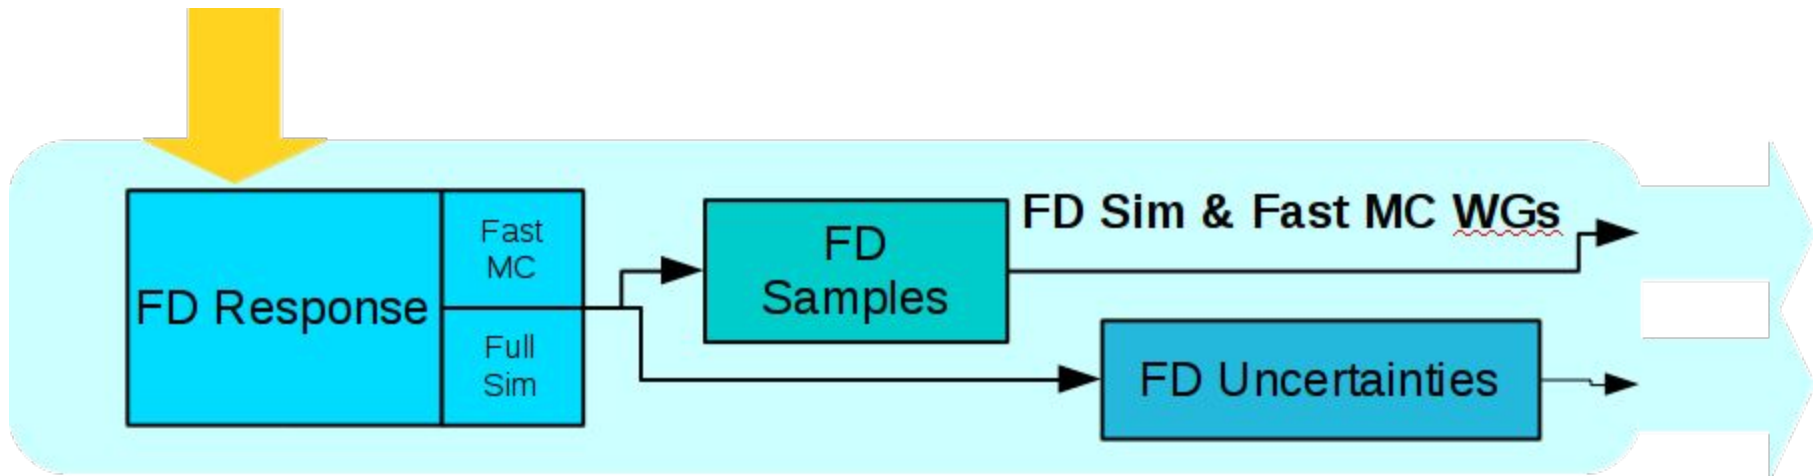 FD Response
Fast
MC
Full
Sim
FD
Samples
FD Sim & Fast MC WGs
FD Uncertainties